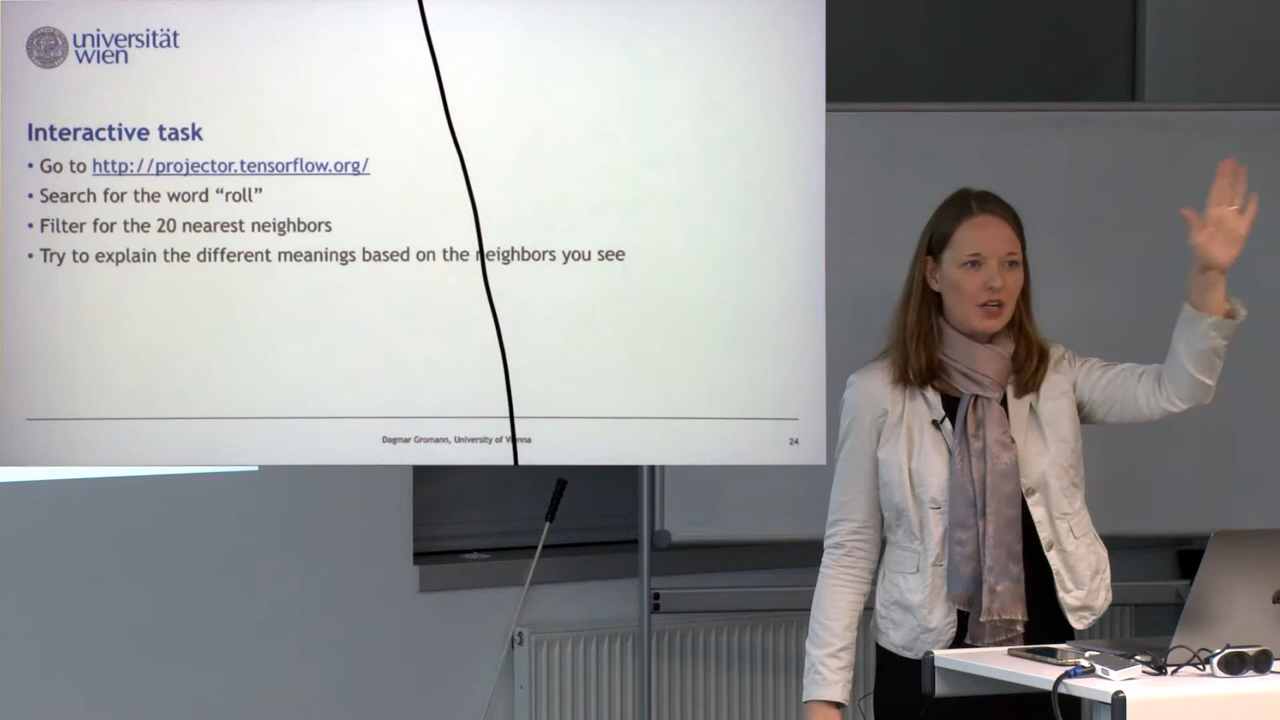 universität
wien
Interactive task
• Go to http://projector.tensorflow.org/
• Search for the word “roll”
• Filter for the 20 nearest neighbors
• Try to explain the different meanings based on the neighbors you see
Dagmar Gromann, University of Vienna
24